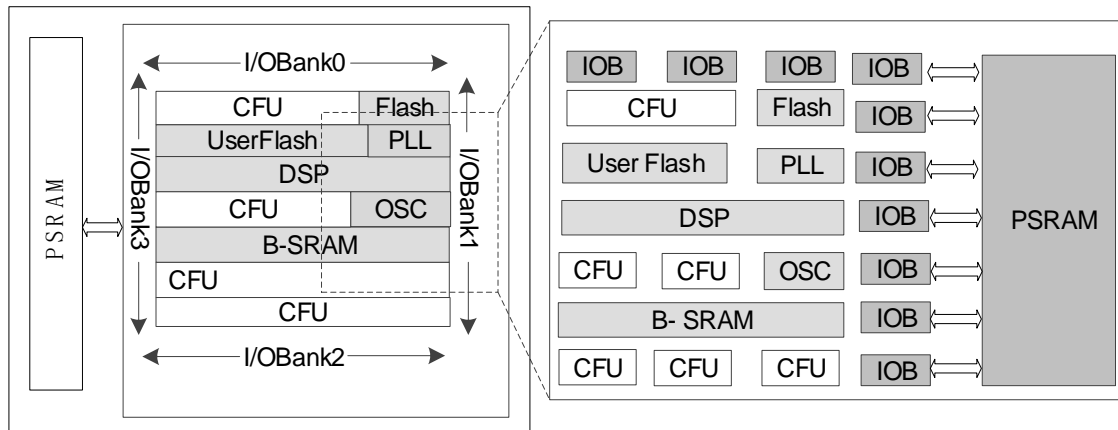 PSRAM
I/OBank0
I/OBank3
I/OBank1
CFU Flash
UserFlash PLL
DSP
CFU OSC
B-SRAM
CFU
CFU
I/OBank2
IOB IOB IOB IOB
CFU Flash IOB
User Flash PLL IOB
DSP IOB
CFU CFU OSC IOB
B- SRAM IOB
CFU CFU CFU IOB
PSRAM